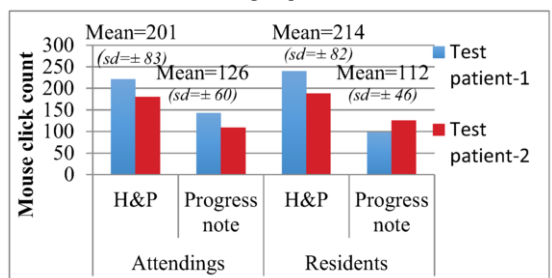 Mean=201
(sd=± 83)
Mean=126
(sd=± 60)
Mean=214
(sd=± 82)
Mean=112
(sd=± 46)
Test
patient-1
Test
patient-2
Mouse click count
300
250
200
150
100
50
0
H&P
Progress
note
H&P
Progress
note
Attendings
Residents